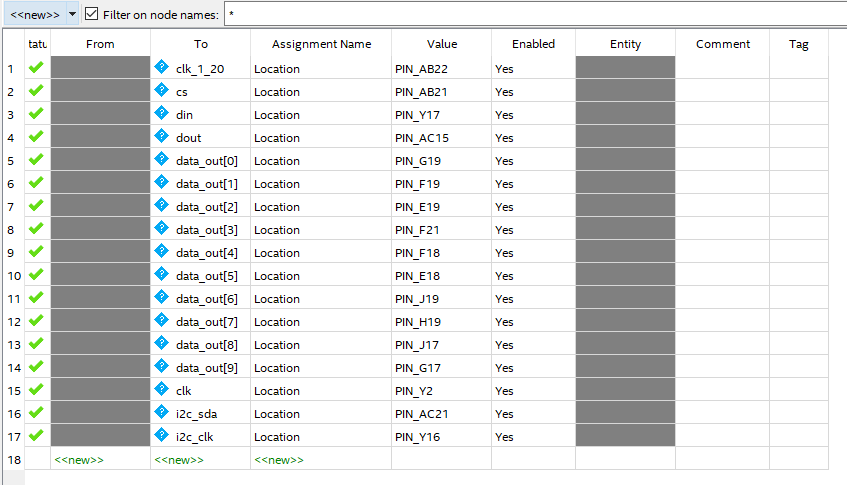 <<new>> Filter on node names: *
tatu From To Assignment Name Value Enabled Entity Comment Tag
1 clk_1_20 Location PIN_AB22 Yes
2 cs Location PIN_AB21 Yes
3 din Location PIN_Y17 Yes
4 dout Location PIN_AC15 Yes
5 data_out[0] Location PIN_G19 Yes
6 data_out[1] Location PIN_F19 Yes
7 data_out[2] Location PIN_E19 Yes
8 data_out[3] Location PIN_F21 Yes
9 data_out[4] Location PIN_F18 Yes
10 data_out[5] Location PIN_E18 Yes
11 data_out[6] Location PIN_J19 Yes
12 data_out[7] Location PIN_H19 Yes
13 data_out[8] Location PIN_J17 Yes
14 data_out[9] Location PIN_G17 Yes
15 clk Location PIN_Y2 Yes
16 i2c_sda Location PIN_AC21 Yes
17 i2c_clk Location PIN_Y16 Yes
18 <<new>> <<new>> <<new>>